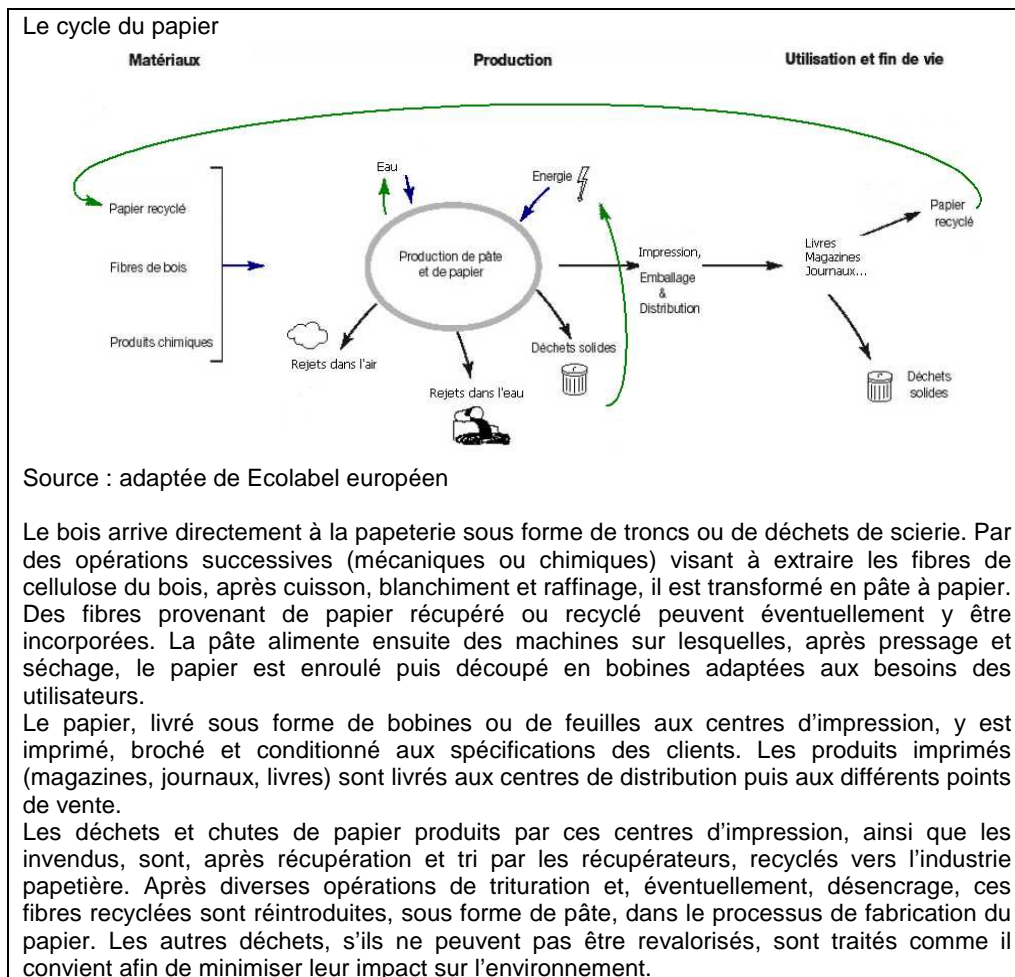 Le cycle du papier
Matériaux Production Utilisation et fin de vie
Eau
Energie
Papier recyclé
Papier
recyclé
Production de pâte
et de papier
Livres
Magazines
Journaux...
Fibres de bois
Impression,
Emballage
&
Distribution
Produits chimiques
Rejets dans l'air
Déchets solides
Rejets dans l'eau
Déchets
solides
Source : adaptée de Ecolabel européen
Le bois arrive directement à la papeterie sous forme de troncs ou de déchets de scierie. Par
des opérations successives (mécaniques ou chimiques) visant à extraire les fibres de
cellulose du bois, après cuisson, blanchiment et raffinage, il est transformé en pâte à papier.
Des fibres provenant de papier récupéré ou recyclé peuvent éventuellement y être
incorporées. La pâte alimente ensuite des machines sur lesquelles, après pressage et
séchage, le papier est enroulé puis découpé en bobines adaptées aux besoins des
utilisateurs.
Le papier, livré sous forme de bobines ou de feuilles aux centres d'impression, y est
imprimé, broché et conditionné aux spécifications des clients. Les produits imprimés
(magazines, journaux, livres) sont livrés aux centres de distribution puis aux différents points
de vente.
Les déchets et chutes de papier produits par ces centres d'impression, ainsi que les
invendus, sont, après récupération et tri par les récupérateurs, recyclés vers l'industrie
papetière. Après diverses opérations de trituration et, éventuellement, désencrage, ces
fibres recyclées sont réintroduites, sous forme de pâte, dans le processus de fabrication du
papier. Les autres déchets, s'ils ne peuvent pas être revalorisés, sont traités comme il
convient afin de minimiser leur impact sur l'environnement.